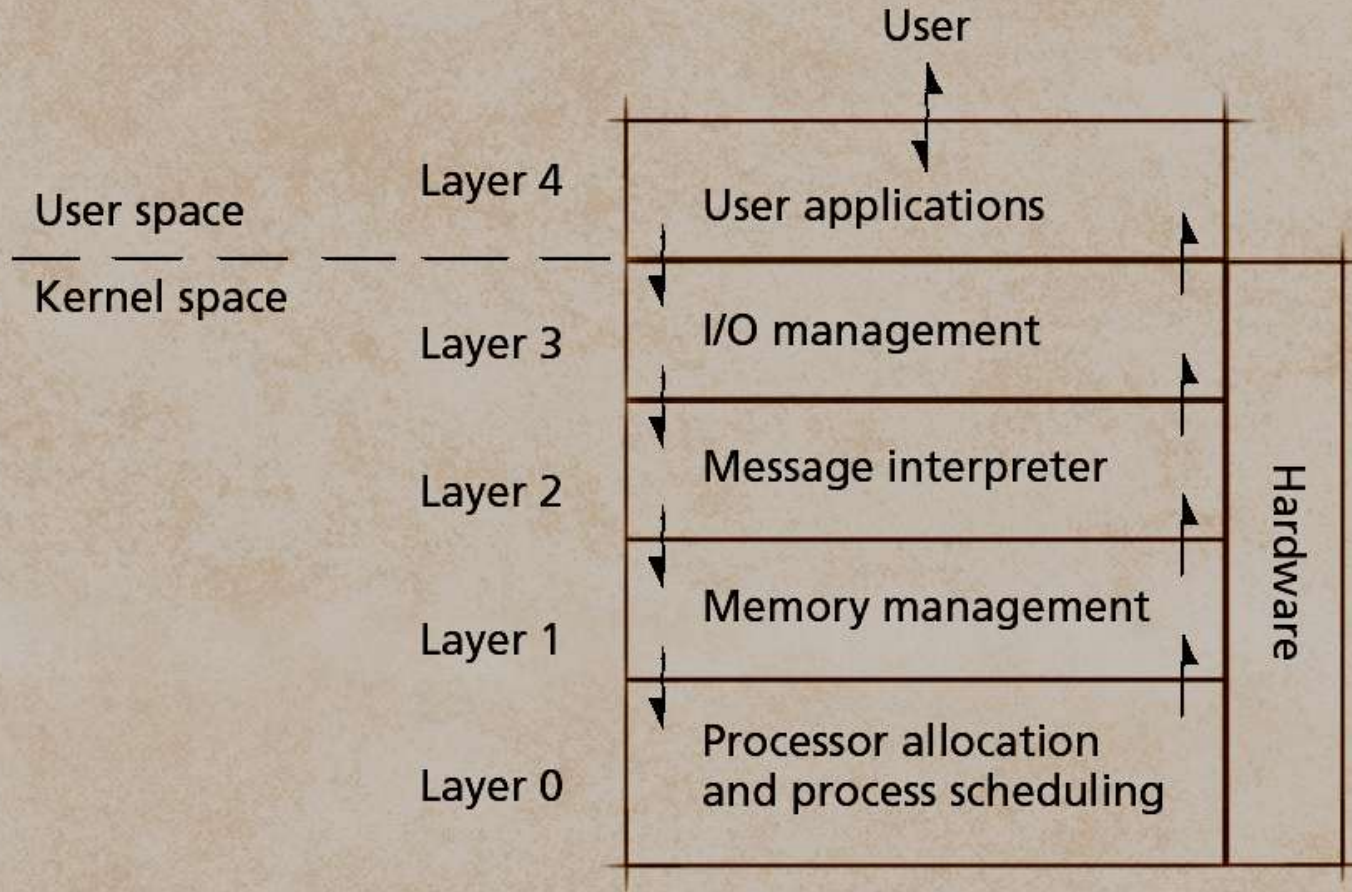 User
Layer 4
User applications
User space
Kernel space
Layer 3
I/O management
Layer 2
Message interpreter
Layer 1
Memory management
Layer 0
Processor allocation
and process scheduling
Hardware